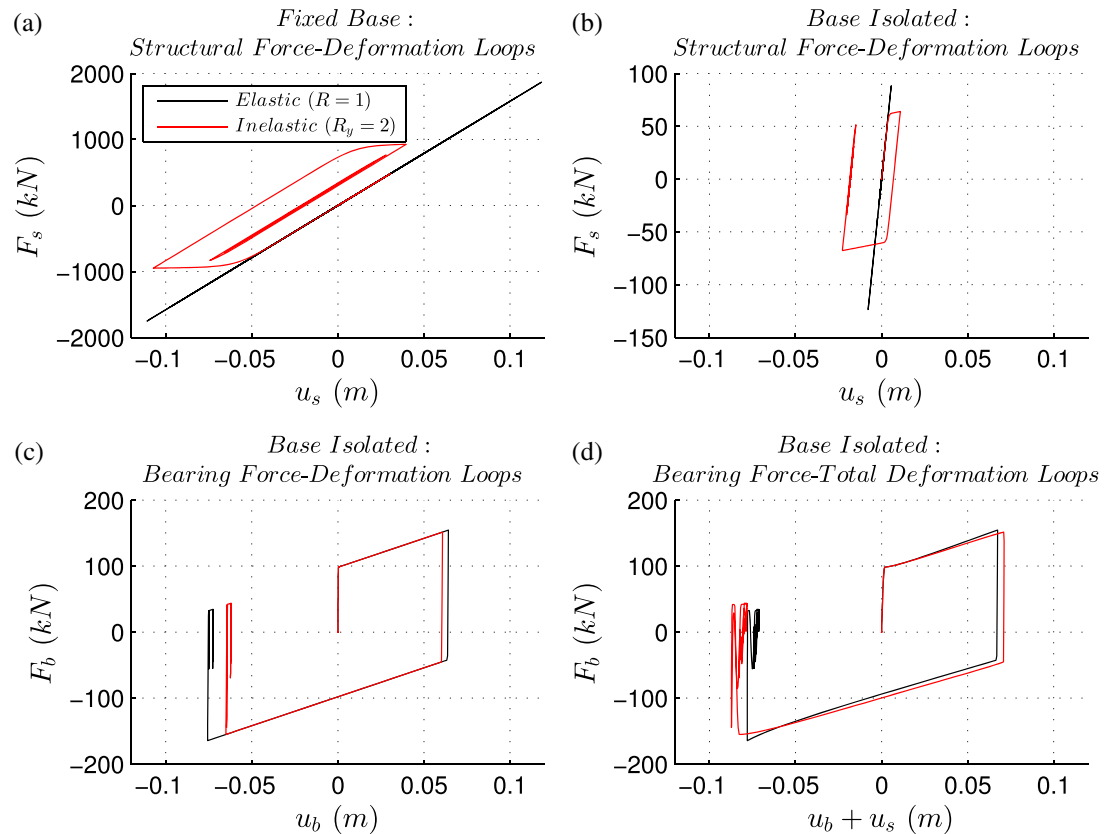 (a)
Fixed Base :
Structural Force-Deformation Loops
2000
1000
0
−1000
−2000
F_s (kN)
Elastic (R = 1)
Inelastic (R_y = 2)
−0.1 −0.05 0 0.05 0.1
u_s (m)
(b)
Base Isolated :
Structural Force-Deformation Loops
100
50
0
−50
−100
−150
F_s (kN)
−0.1 −0.05 0 0.05 0.1
u_s (m)
(c)
Base Isolated :
Bearing Force-Deformation Loops
200
100
0
−100
−200
F_b (kN)
−0.1 −0.05 0 0.05 0.1
u_b (m)
(d)
Base Isolated :
Bearing Force-Total Deformation Loops
200
100
0
−100
−200
F_b (kN)
−0.1 −0.05 0 0.05 0.1
u_b + u_s (m)